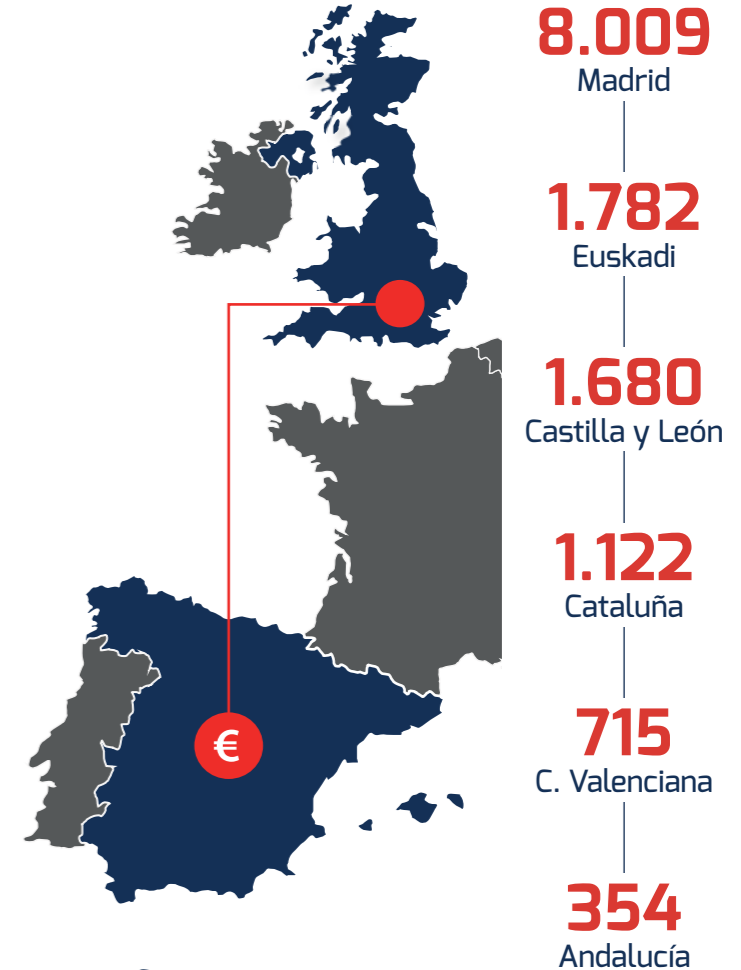 8.009
Madrid
1.782
Euskadi
1.680
Castilla y León
1.122
Cataluña
715
C. Valenciana
354
Andalucía
€